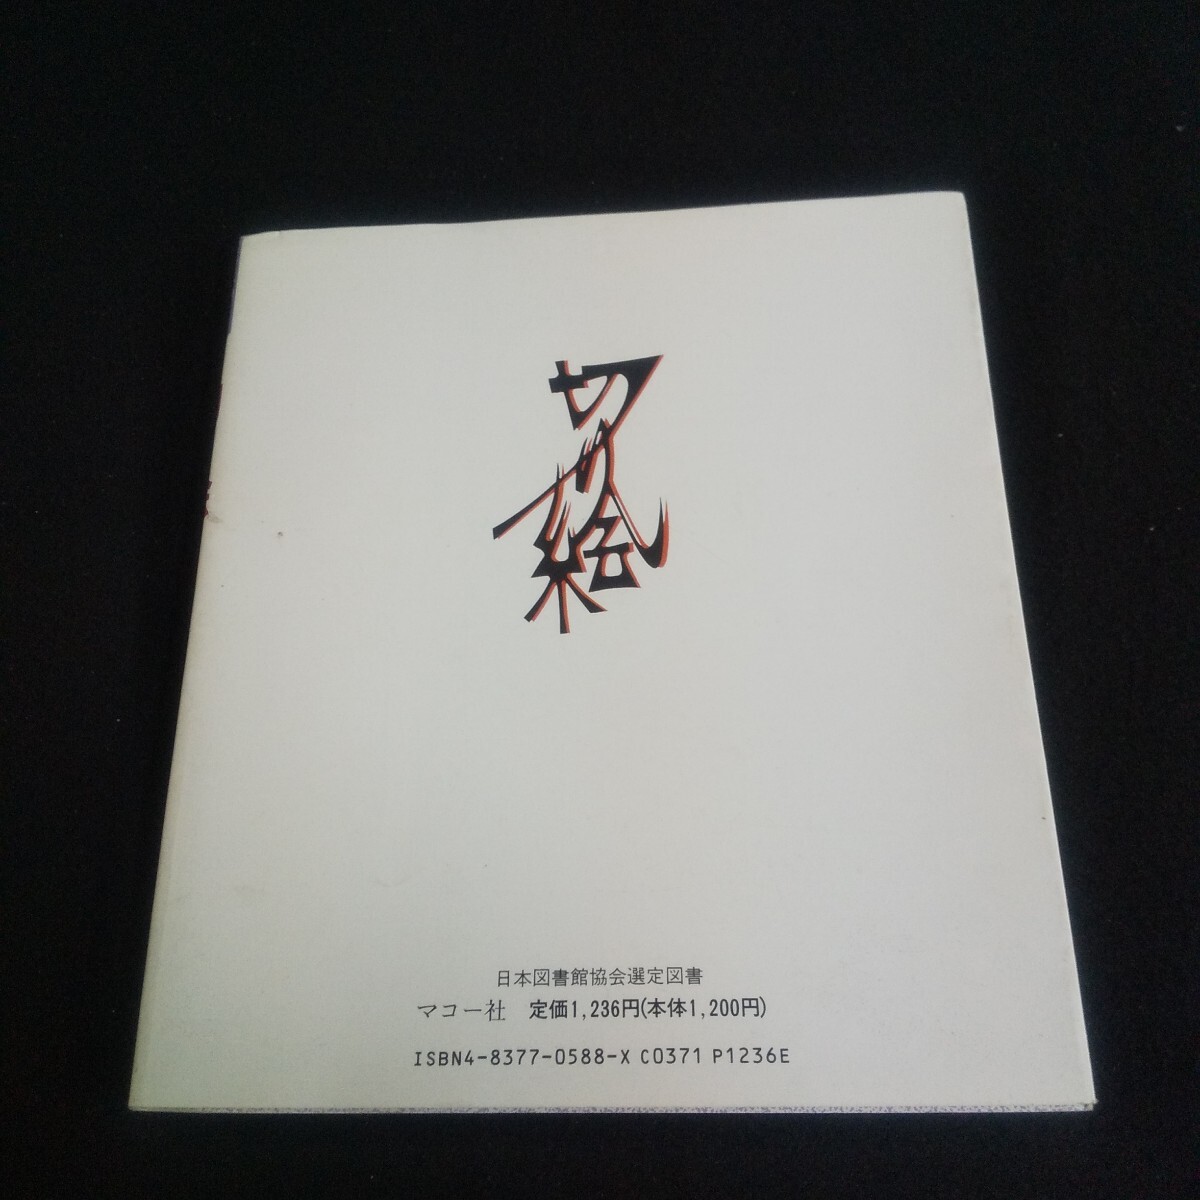 切り絵
日本図書館協会選定図書
マコー社 定価1,236円(本体1,200円)
ISBN4-8377-0588-X C0371 P1236E